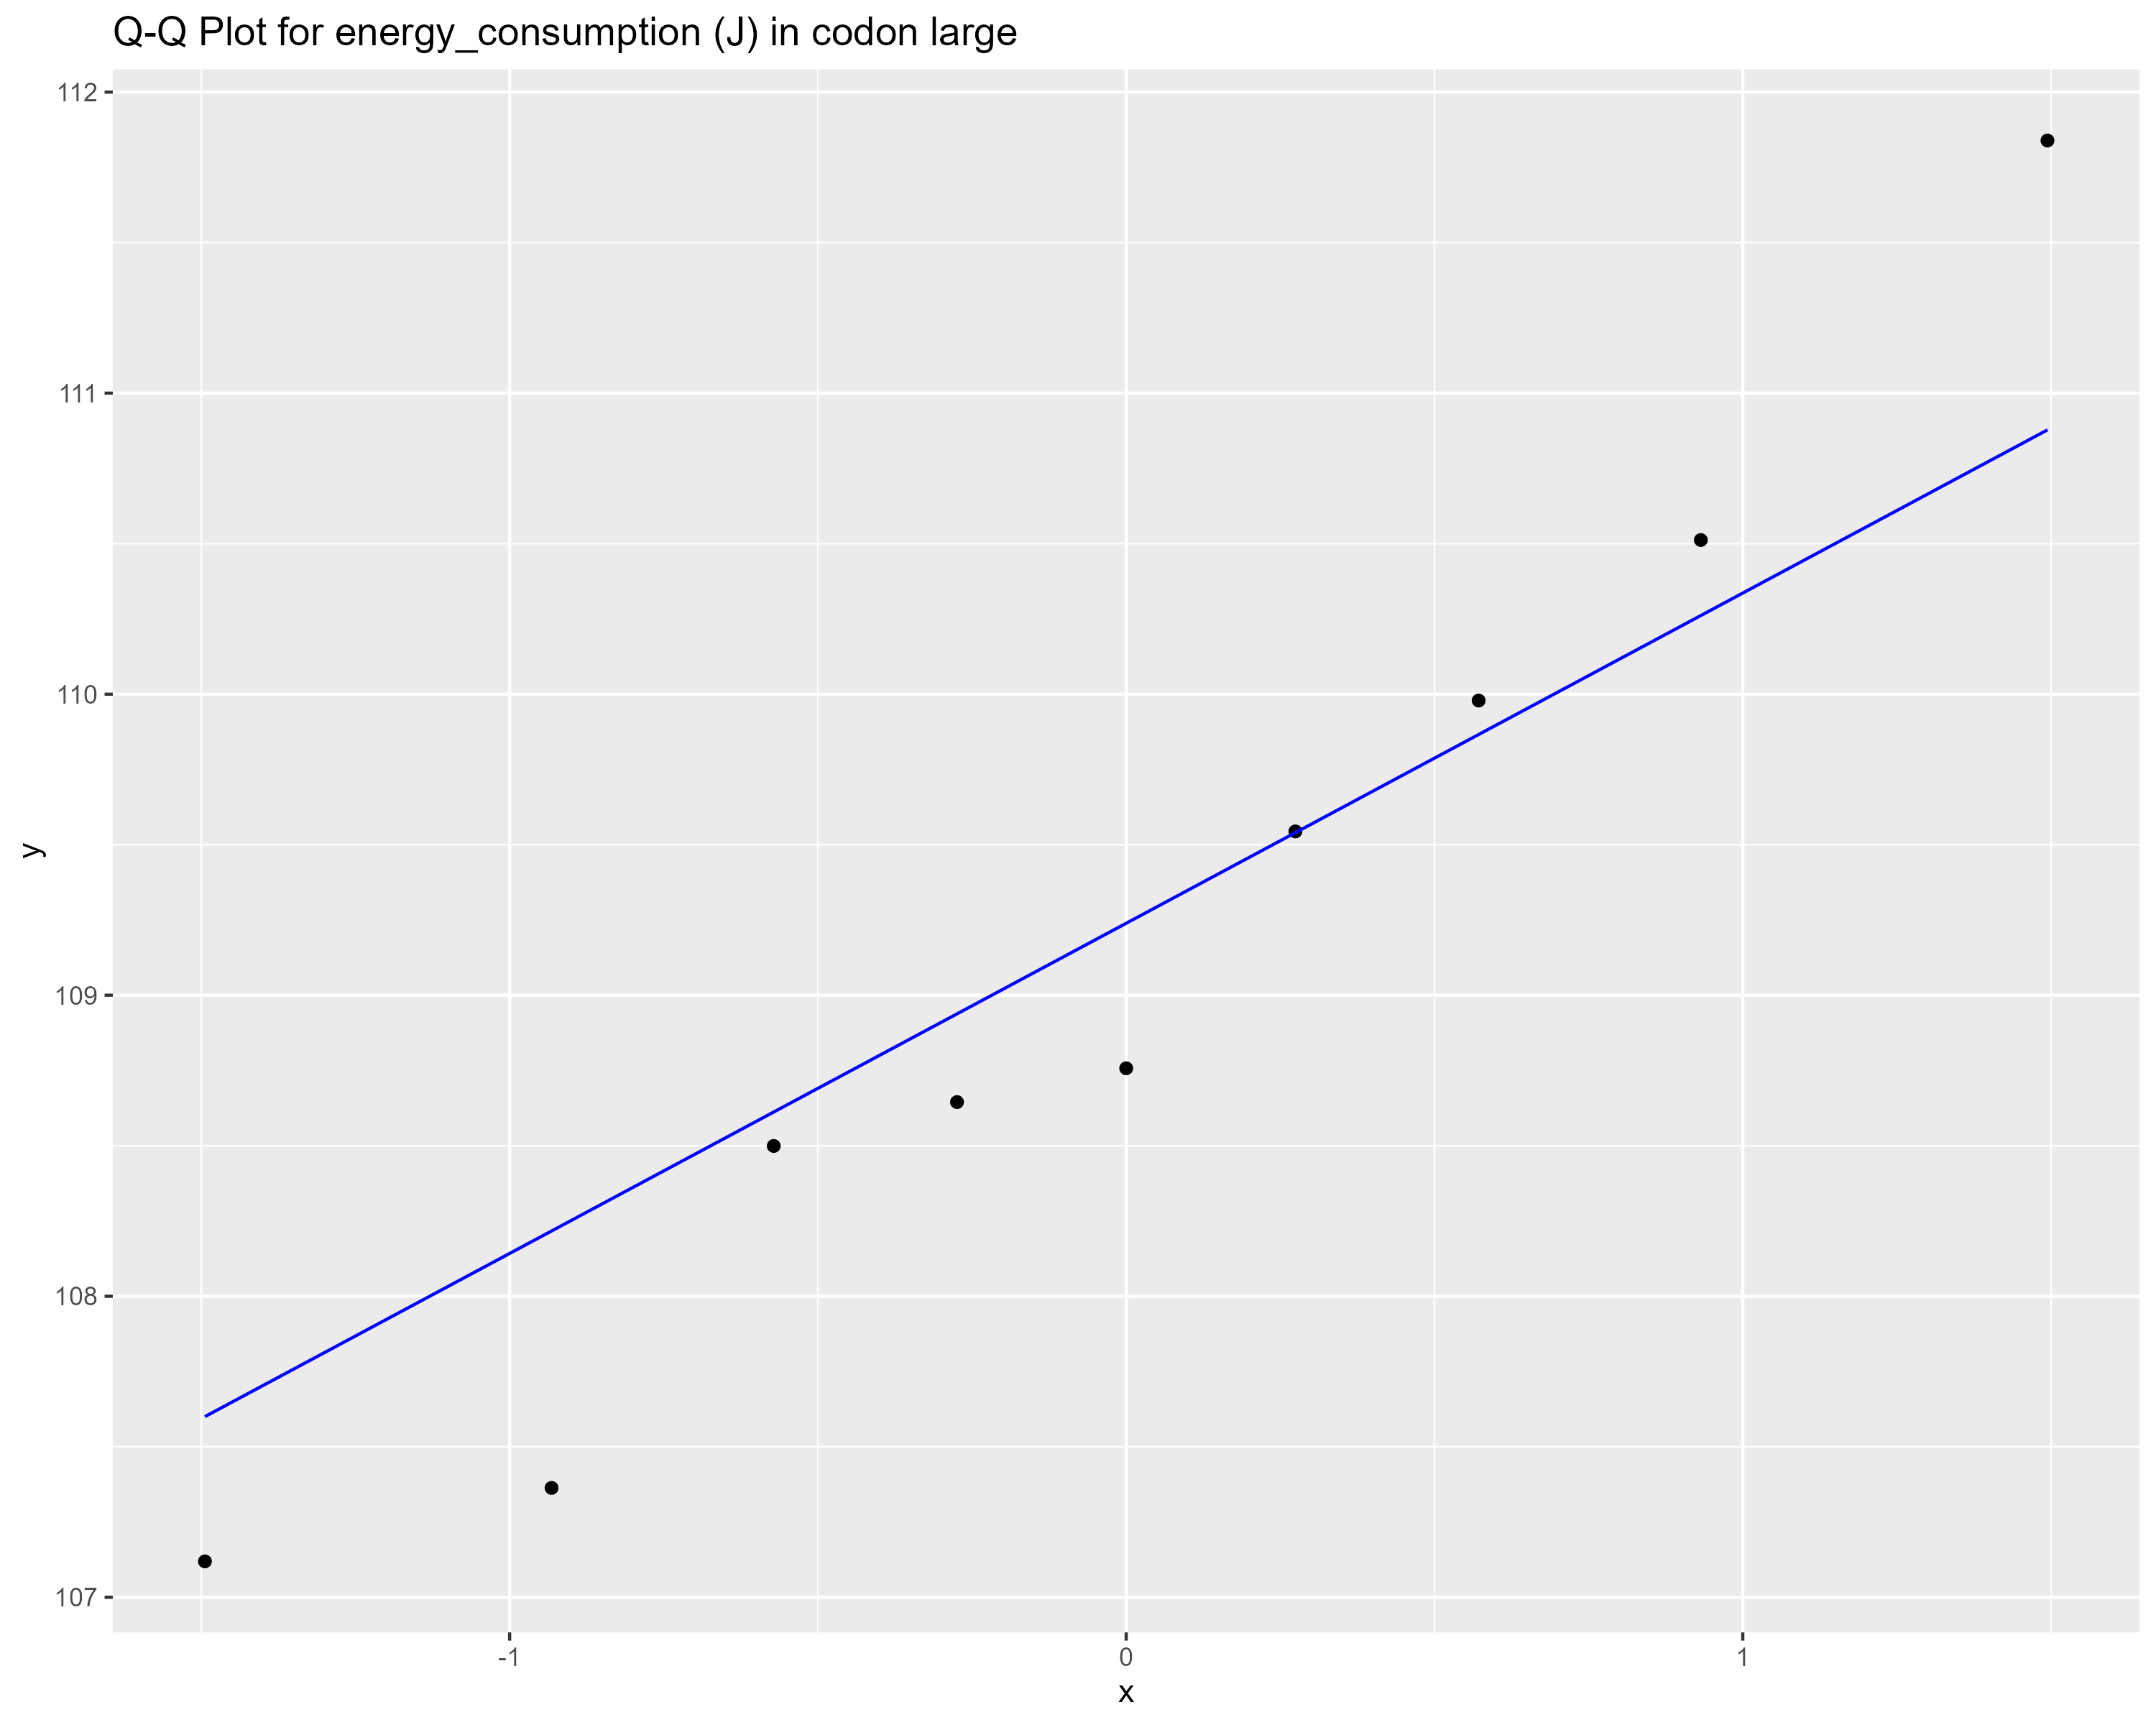 Q-Q Plot for energy_consumption (J) in codon large
112
111
110
109
108
107
y
-1 0 1
x